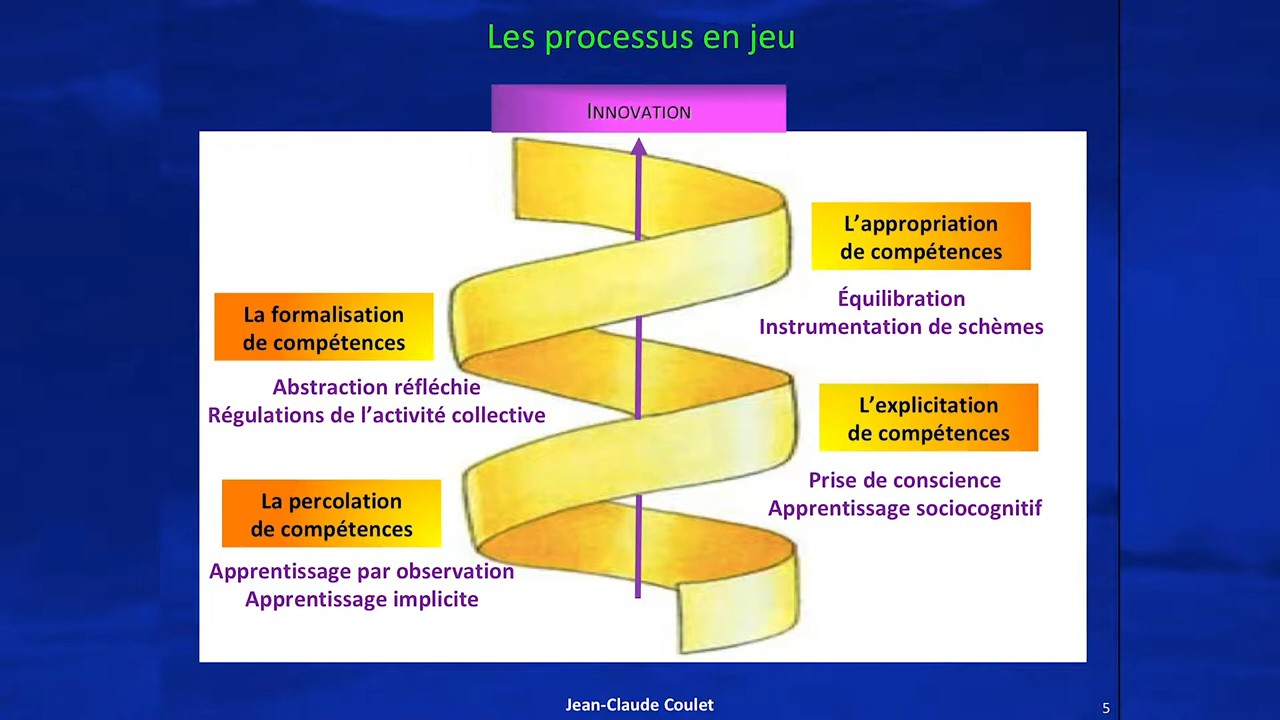 Les processus en jeu
INNOVATION
L'appropriation
de compétences
Équilibration
Instrumentation de schèmes
La formalisation
de compétences
Abstraction réfléchie
Régulations de l'activité collective
L'explicitation
de compétences
Prise de conscience
Apprentissage sociocognitif
La percolation
de compétences
Apprentissage par observation
Apprentissage implicite
Jean-Claude Coulet
5